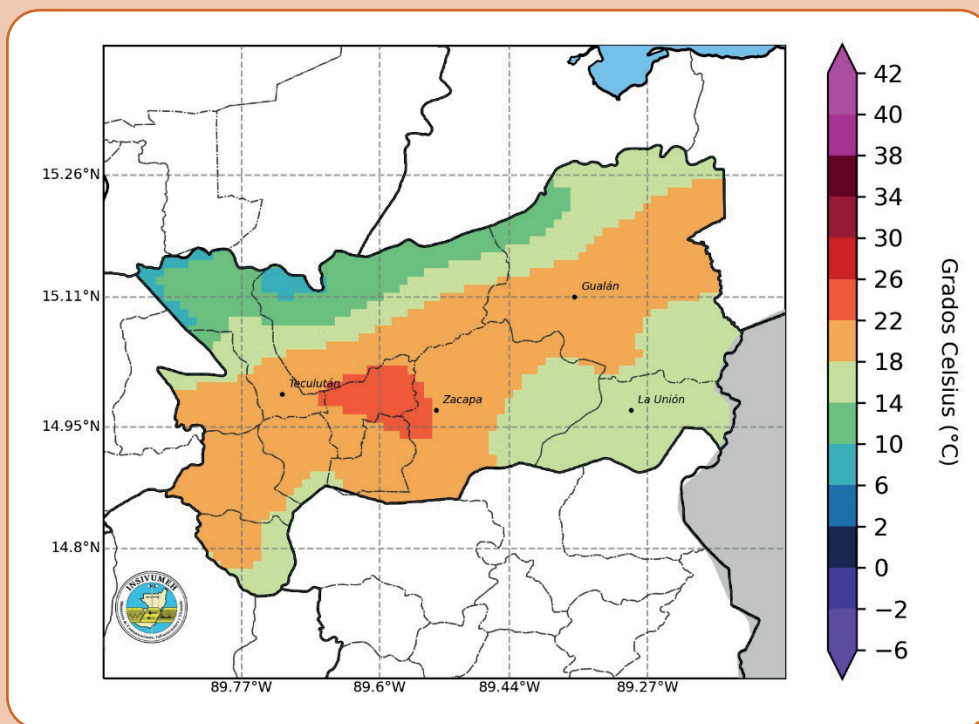 42
40
38
34
30
26
22
18
14
10
6
2
0
−2
−6
Grados Celsius (°C)
15.26°N
15.11°N
14.95°N
14.8°N
89.77°W
89.6°W
89.44°W
89.27°W
Gualán
Teculután
Zacapa
La Unión
INSIVUMEH